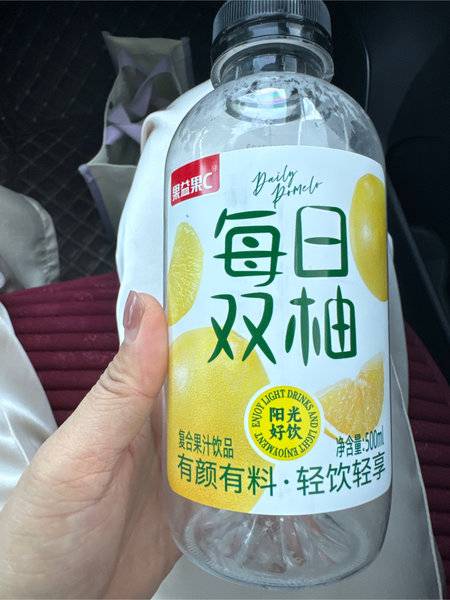 果益果C
Daily
Pomelo
每日
双柚
ENJOY LIGHT DRINKS AND LIGHT ENJOYMENT
阳光
好饮
复合果汁饮品
净含量:500ml
有颜有料·轻饮轻享